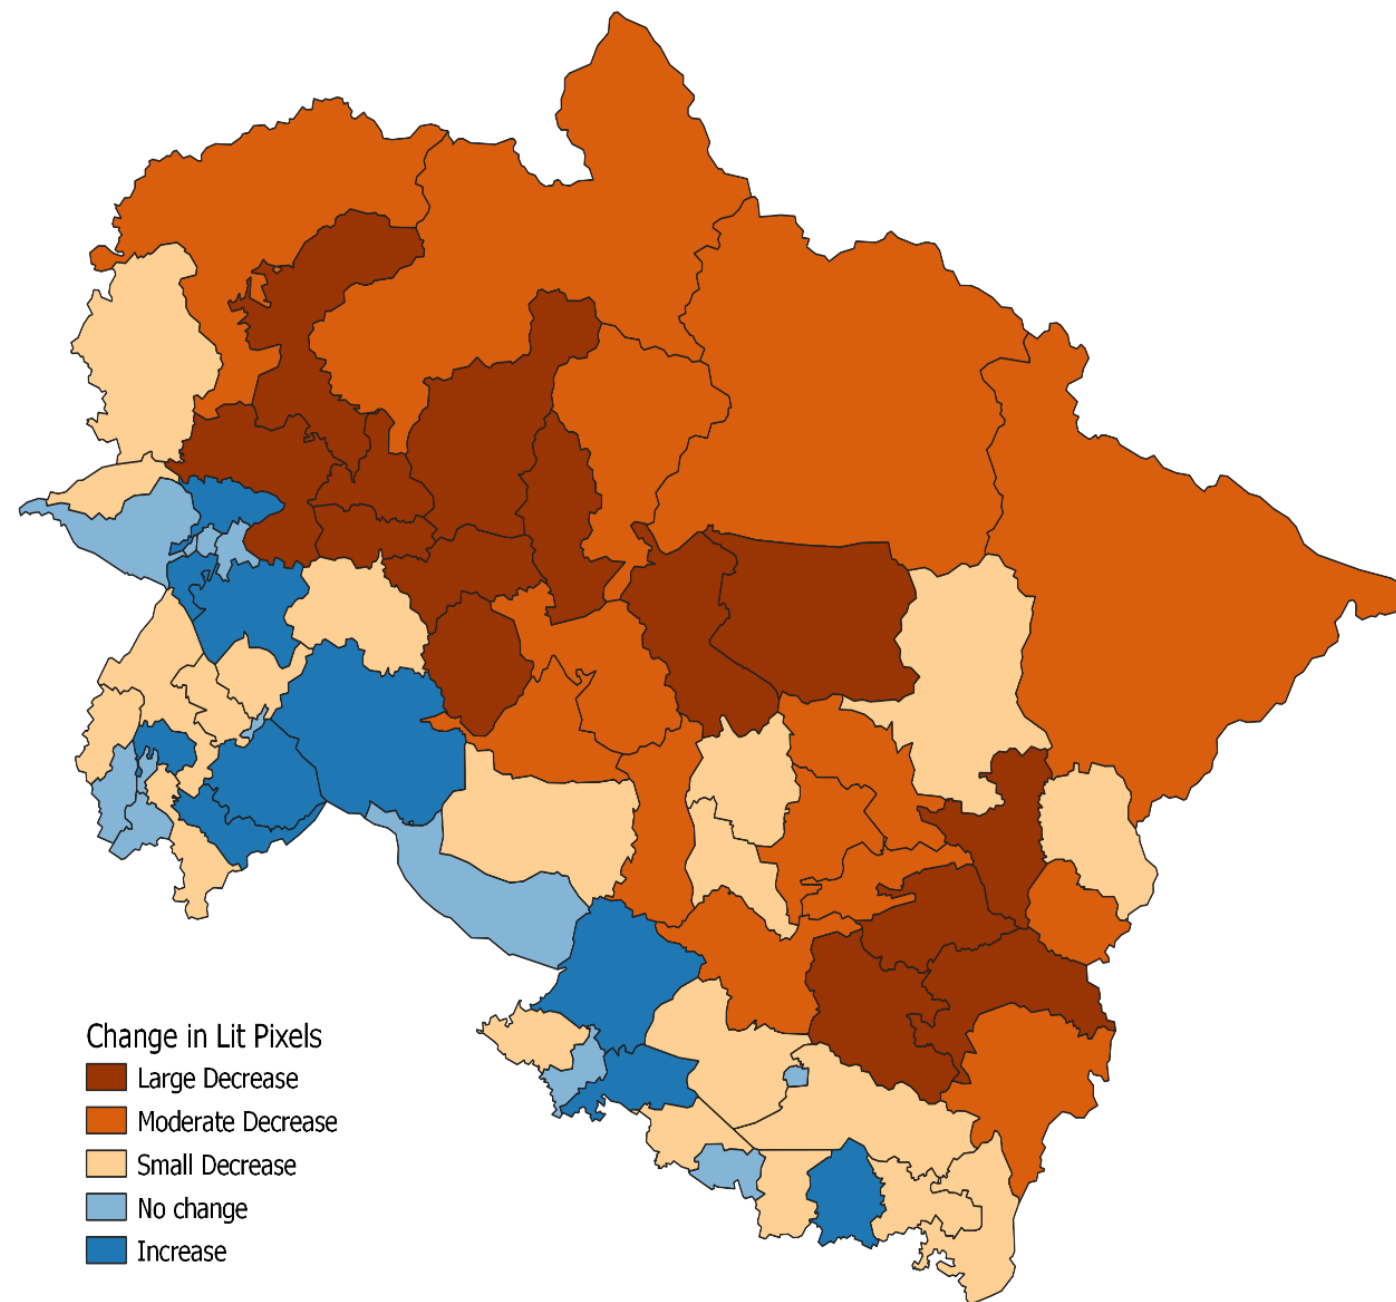 Change in Lit Pixels
Large Decrease
Moderate Decrease
Small Decrease
No change
Increase